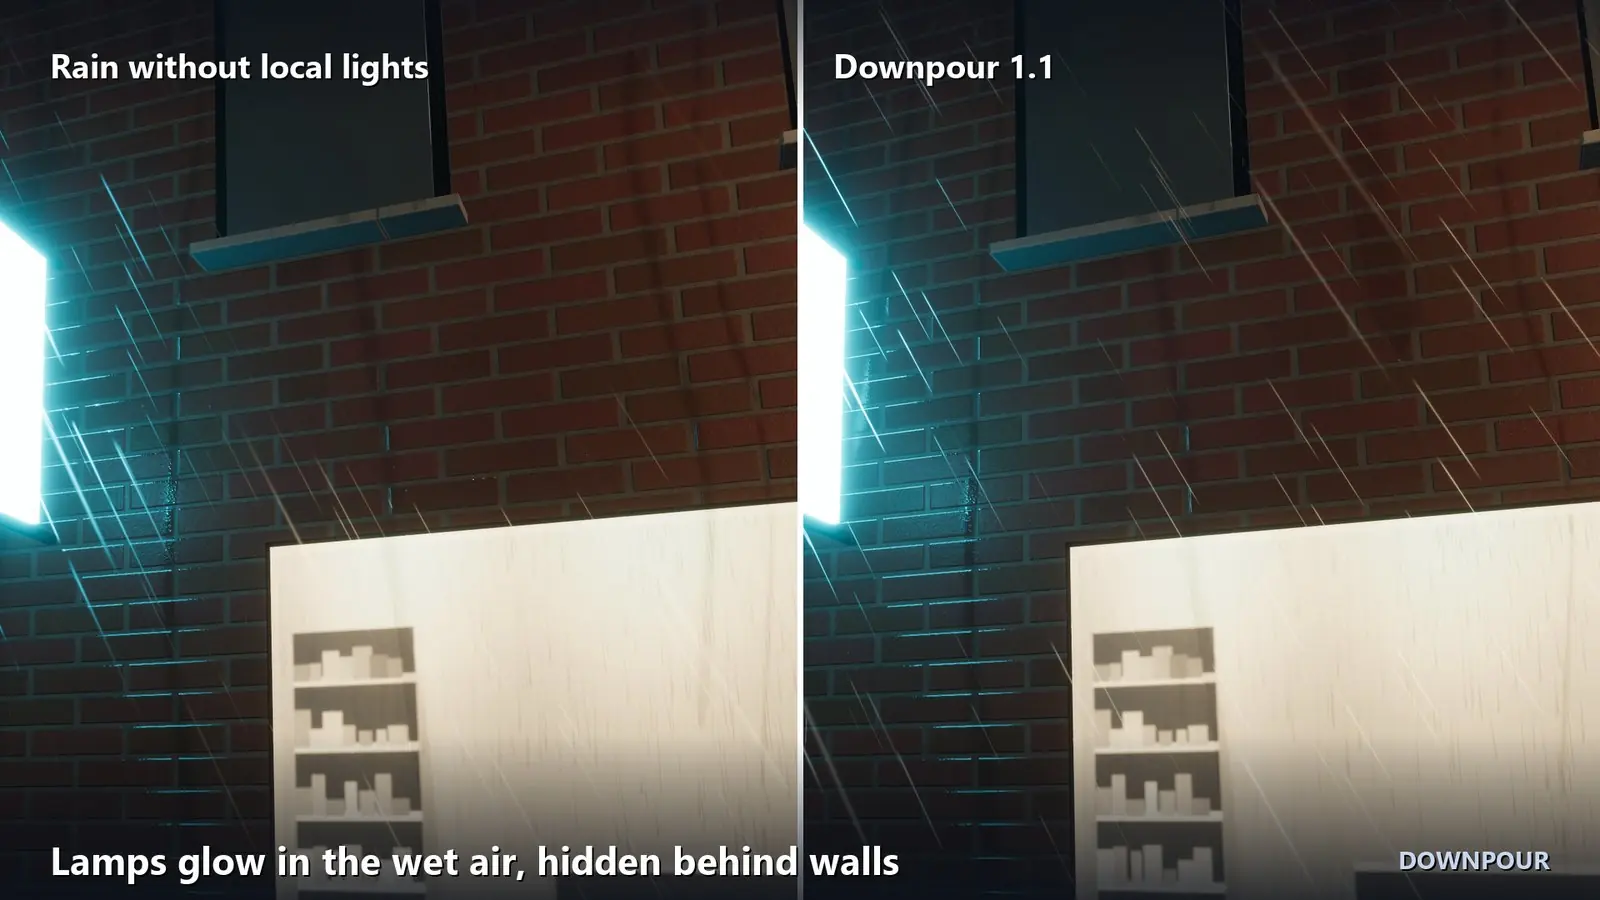 Rain without local lights
Downpour 1.1
Lamps glow in the wet air, hidden behind walls
DOWNPOUR